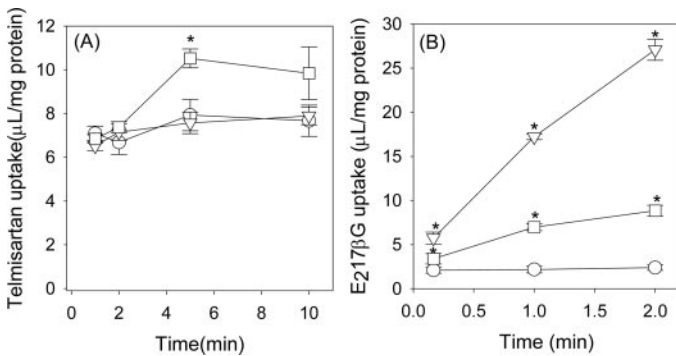 (A)
Telmisartan uptake(μL/mg protein)
12
10
8
6
4
2
0
*
0 2 4 6 8 10
Time(min)
(B)
E217βG uptake (μL/mg protein)
30
25
20
15
10
5
0
*
*
*
*
*
*
0.0 0.5 1.0 1.5 2.0
Time (min)